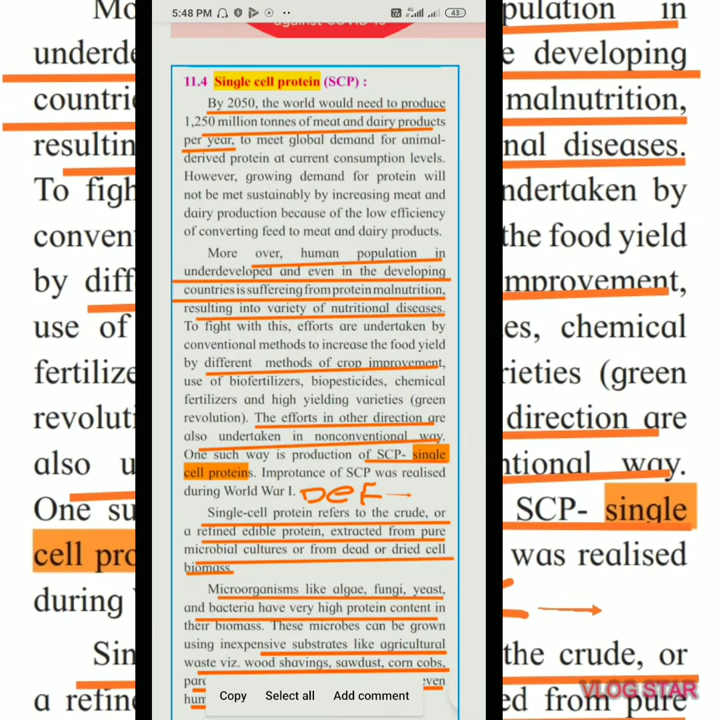 5:48 PM
4G
43
against COVID-19
11.4 Single cell protein (SCP) :
By 2050, the world would need to produce
1,250 million tonnes of meat and dairy products
per year, to meet global demand for animal-
derived protein at current consumption levels.
However, growing demand for protein will
not be met sustainably by increasing meat and
dairy production because of the low efficiency
of converting feed to meat and dairy products.
More over, human population in
underdeveloped and even in the developing
countries is suffereing from protein malnutrition,
resulting into variety of nutritional diseases.
To fight with this, efforts are undertaken by
conventional methods to increase the food yield
by different methods of crop improvement,
use of biofertilizers, biopesticides, chemical
fertilizers and high yielding varieties (green
revolution). The efforts in other direction are
also undertaken in nonconventional way.
One such way is production of SCP- single
cell proteins. Improtance of SCP was realised
during World War I. DEF
Single-cell protein refers to the crude, or
a refined edible protein, extracted from pure
microbial cultures or from dead or dried cell
biomass.
Microorganisms like algae, fungi, yeast,
and bacteria have very high protein content in
their biomass. These microbes can be grown
using inexpensive substrates like agricultural
waste viz. wood shavings, sawdust, corn cobs,
even
hum
Copy Select all Add comment
Mo
underde
countri
resultin
To figh
conven
by diff
use of
fertilize
revoluti
also u
One su
cell pro
during
Sin
a refine
pulation in
e developing
malnutrition,
nal diseases.
ndertaken by
the food yield
mprovement,
es, chemical
rieties (green
direction are
ntional way.
SCP- single
was realised
the crude, or
ed from pure
VLOG STAR